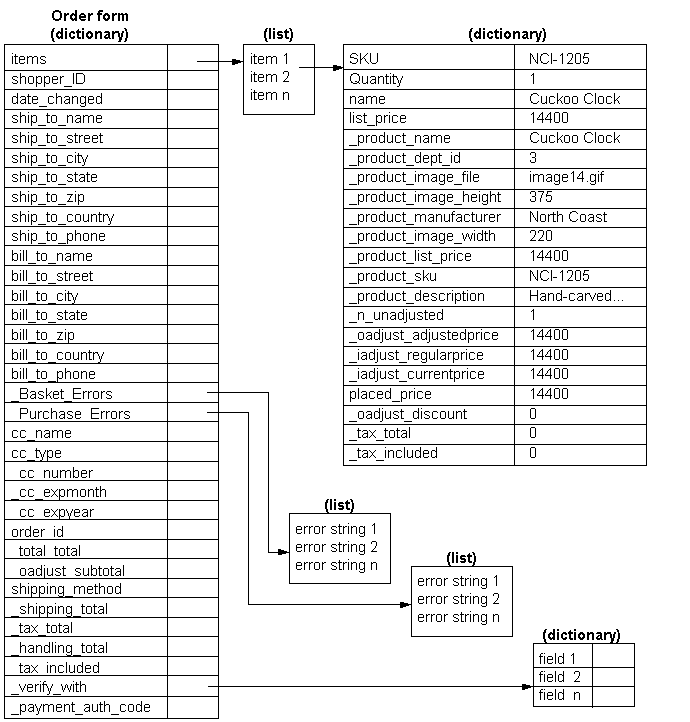 Order form
(dictionary)
items
shopper_ID
date_changed
ship_to_name
ship_to_street
ship_to_city
ship_to_state
ship_to_zip
ship_to_country
ship_to_phone
bill_to_name
bill_to_street
bill_to_city
bill_to_state
bill_to_zip
bill_to_country
bill_to_phone
_Basket_Errors
_Purchase_Errors
cc_name
cc_type
_cc_number
_cc_expmonth
_cc_expyear
order_id
_total_total
_oadjust_subtotal
shipping_method
_shipping_total
_tax_total
_handling_total
_tax_included
_verify_with
_payment_auth_code
(list)
item 1
item 2
item n
(dictionary)
SKU NCI-1205
Quantity 1
name Cuckoo Clock
list_price 14400
_product_name Cuckoo Clock
_product_dept_id 3
_product_image_file image14.gif
_product_image_height 375
_product_manufacturer North Coast
_product_image_width 220
_product_list_price 14400
_product_sku NCI-1205
_product_description Hand-carved...
_n_unadjusted 1
_oadjust_adjustedprice 14400
_iadjust_regularprice 14400
_iadjust_currentprice 14400
placed_price 14400
_oadjust_discount 0
_tax_total 0
_tax_included 0
(list)
error string 1
error string 2
error string n
(list)
error string 1
error string 2
error string n
(dictionary)
field 1
field 2
field n